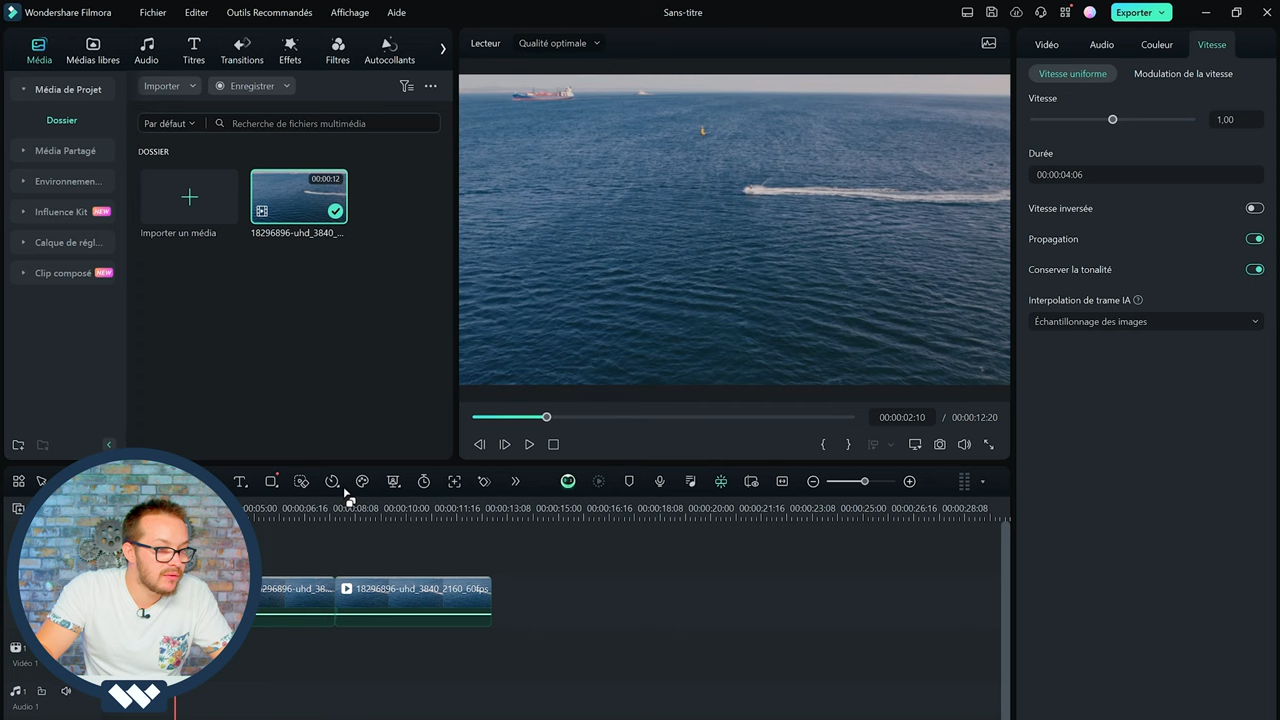 Wondershare Filmora
Fichier
Editer
Outils Recommandés
Affichage
Aide
Sans-titre
Exporter
Média
Médias libres
Audio
Titres
Transitions
Effets
Filtres
Autocollants
Lecteur
Qualité optimale
Vidéo
Audio
Couleur
Vitesse
Média de Projet
Dossier
Média Partagé
Environnemen...
Influence Kit NEW
Calque de régl...
Clip composé NEW
Importer
Enregistrer
Par défaut
Recherche de fichiers multimédia
DOSSIER
Importer un média
00:00:12
18296896-uhd_3840_...
Vitesse uniforme
Modulation de la vitesse
Vitesse
1,00
Durée
00:00:04:06
Vitesse inversée
Propagation
Conserver la tonalité
Interpolation de trame IA
Échantillonnage des images
00:00:02:10 / 00:00:12:20
00:00:06:16
00:00:08:08
00:00:10:00
00:00:11:16
00:00:13:08
00:00:15:00
00:00:16:16
00:00:18:08
00:00:20:00
00:00:21:16
00:00:23:08
00:00:25:00
00:00:26:16
00:00:28:08
18296896-uhd_3840_2160_60fps_
1
Vidéo 1
1
Audio 1